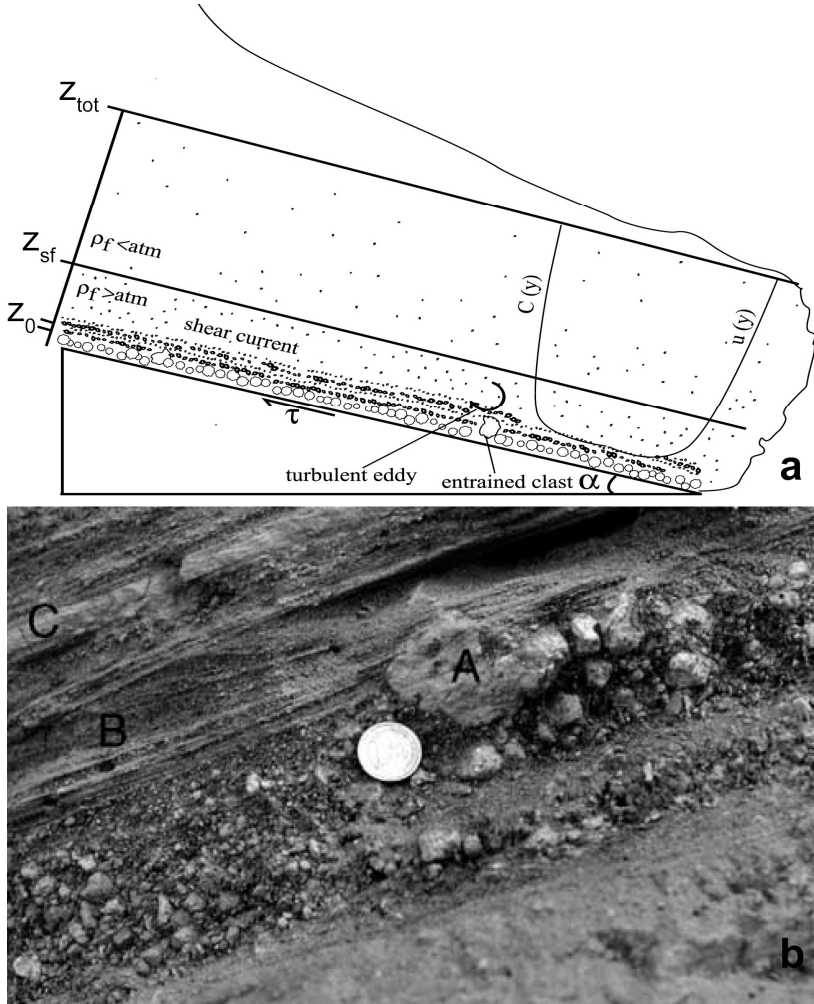 z_tot
z_sf
ρ_f<atm
ρ_f>atm
z_0
shear current
C (y)
u (y)
τ
turbulent eddy
entrained clast α
a
C
A
B
b